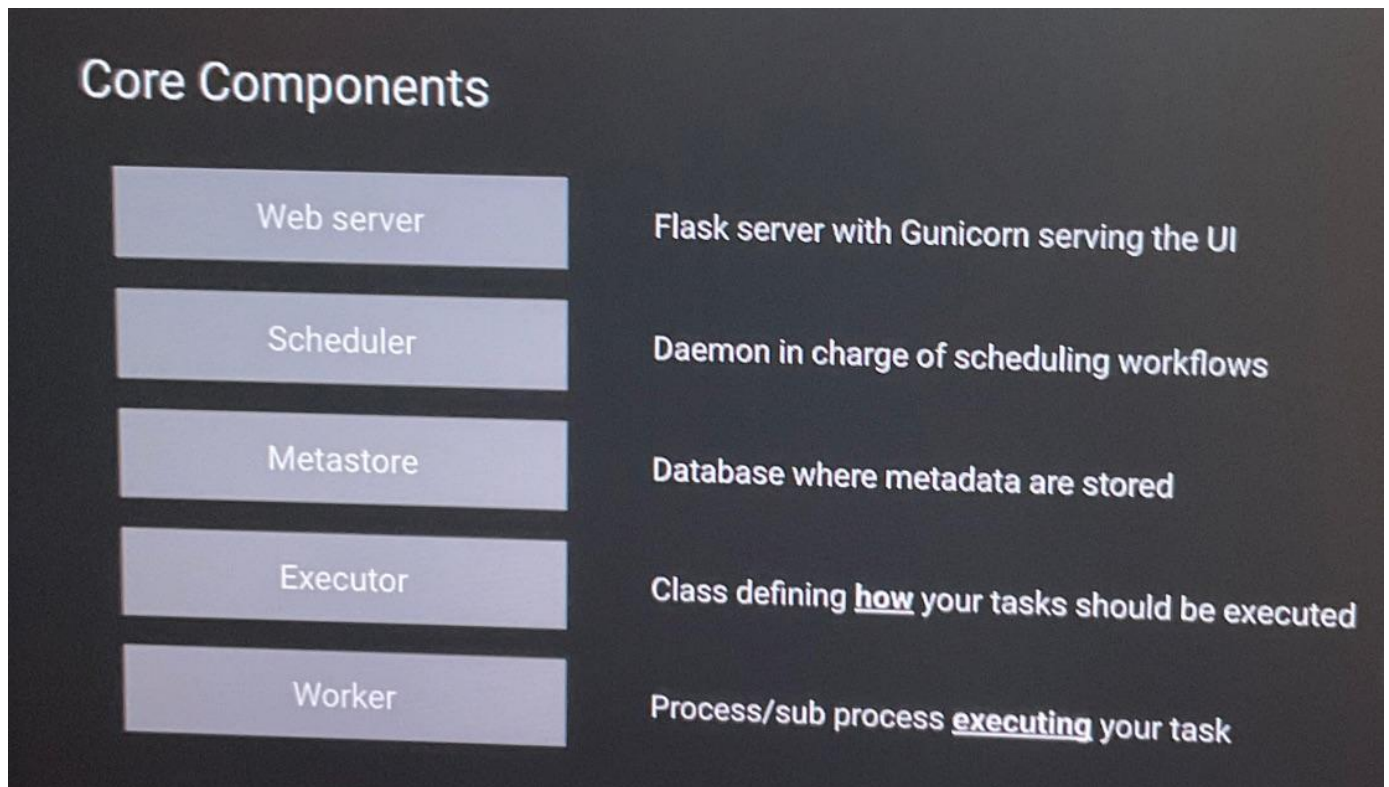 Core Components
Web server
Flask server with Gunicorn serving the UI
Scheduler
Daemon in charge of scheduling workflows
Metastore
Database where metadata are stored
Executor
Class defining how your tasks should be executed
Worker
Process/sub process executing your task